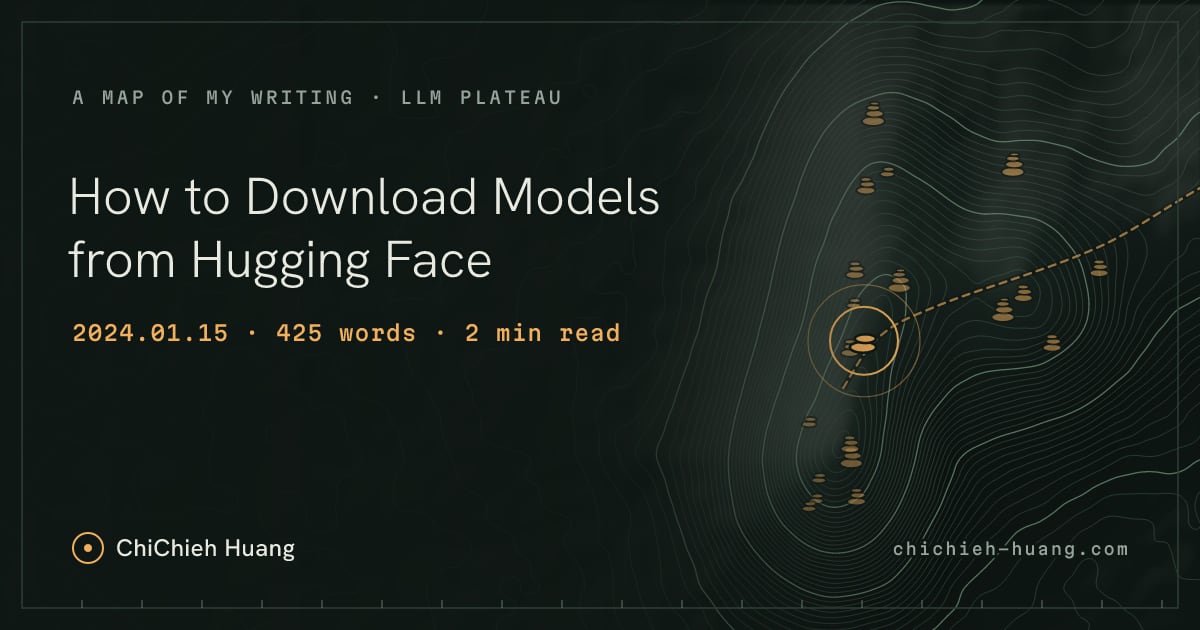 A MAP OF MY WRITING · LLM PLATEAU
How to Download Models
from Hugging Face
2024.01.15 · 425 words · 2 min read
ChiChieh Huang
chichieh-huang.com